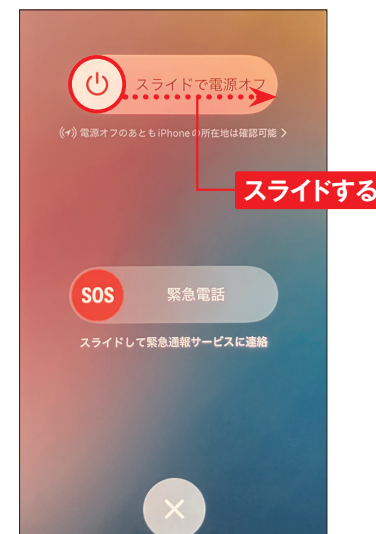 スライドで電源オフ
電源オフのあともiPhoneの所在地は確認可能 >
スライドする
SOS 緊急電話
スライドして緊急通報サービスに連絡